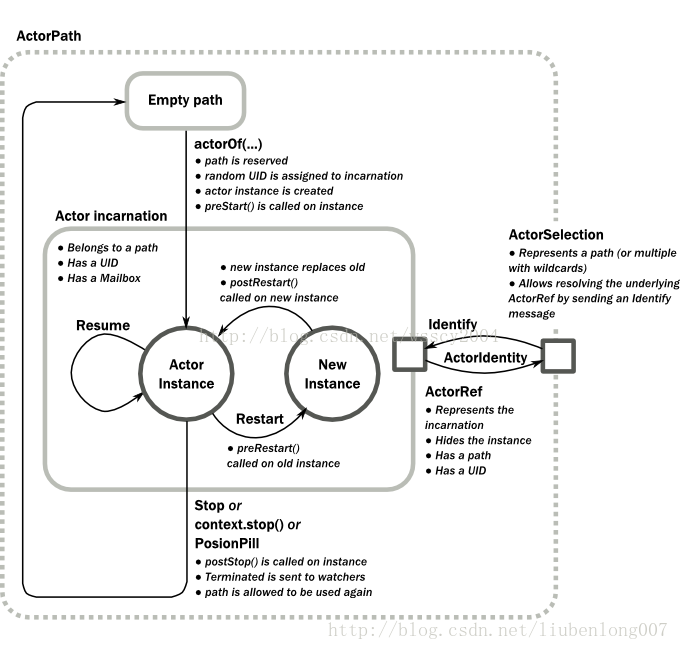 ActorPath
Empty path
actorOf(...)
● path is reserved
● random UID is assigned to incarnation
● actor instance is created
● preStart() is called on instance
Actor incarnation
● Belongs to a path
● Has a UID
● Has a Mailbox
● new instance replaces old
● postRestart()
called on new instance
ActorSelection
● Represents a path (or multiple
with wildcards)
● Allows resolving the underlying
ActorRef by sending an Identify
message
Resume
http://blog.csdn.net/wsscy2004
Identify
ActorIdentity
Actor
Instance
New
Instance
Restart
● preRestart()
called on old instance
ActorRef
● Represents the
incarnation
● Hides the instance
● Has a path
● Has a UID
Stop or
context.stop() or
PosionPill
● postStop() is called on instance
● Terminated is sent to watchers
● path is allowed to be used again
http://blog.csdn.net/liubenlong007